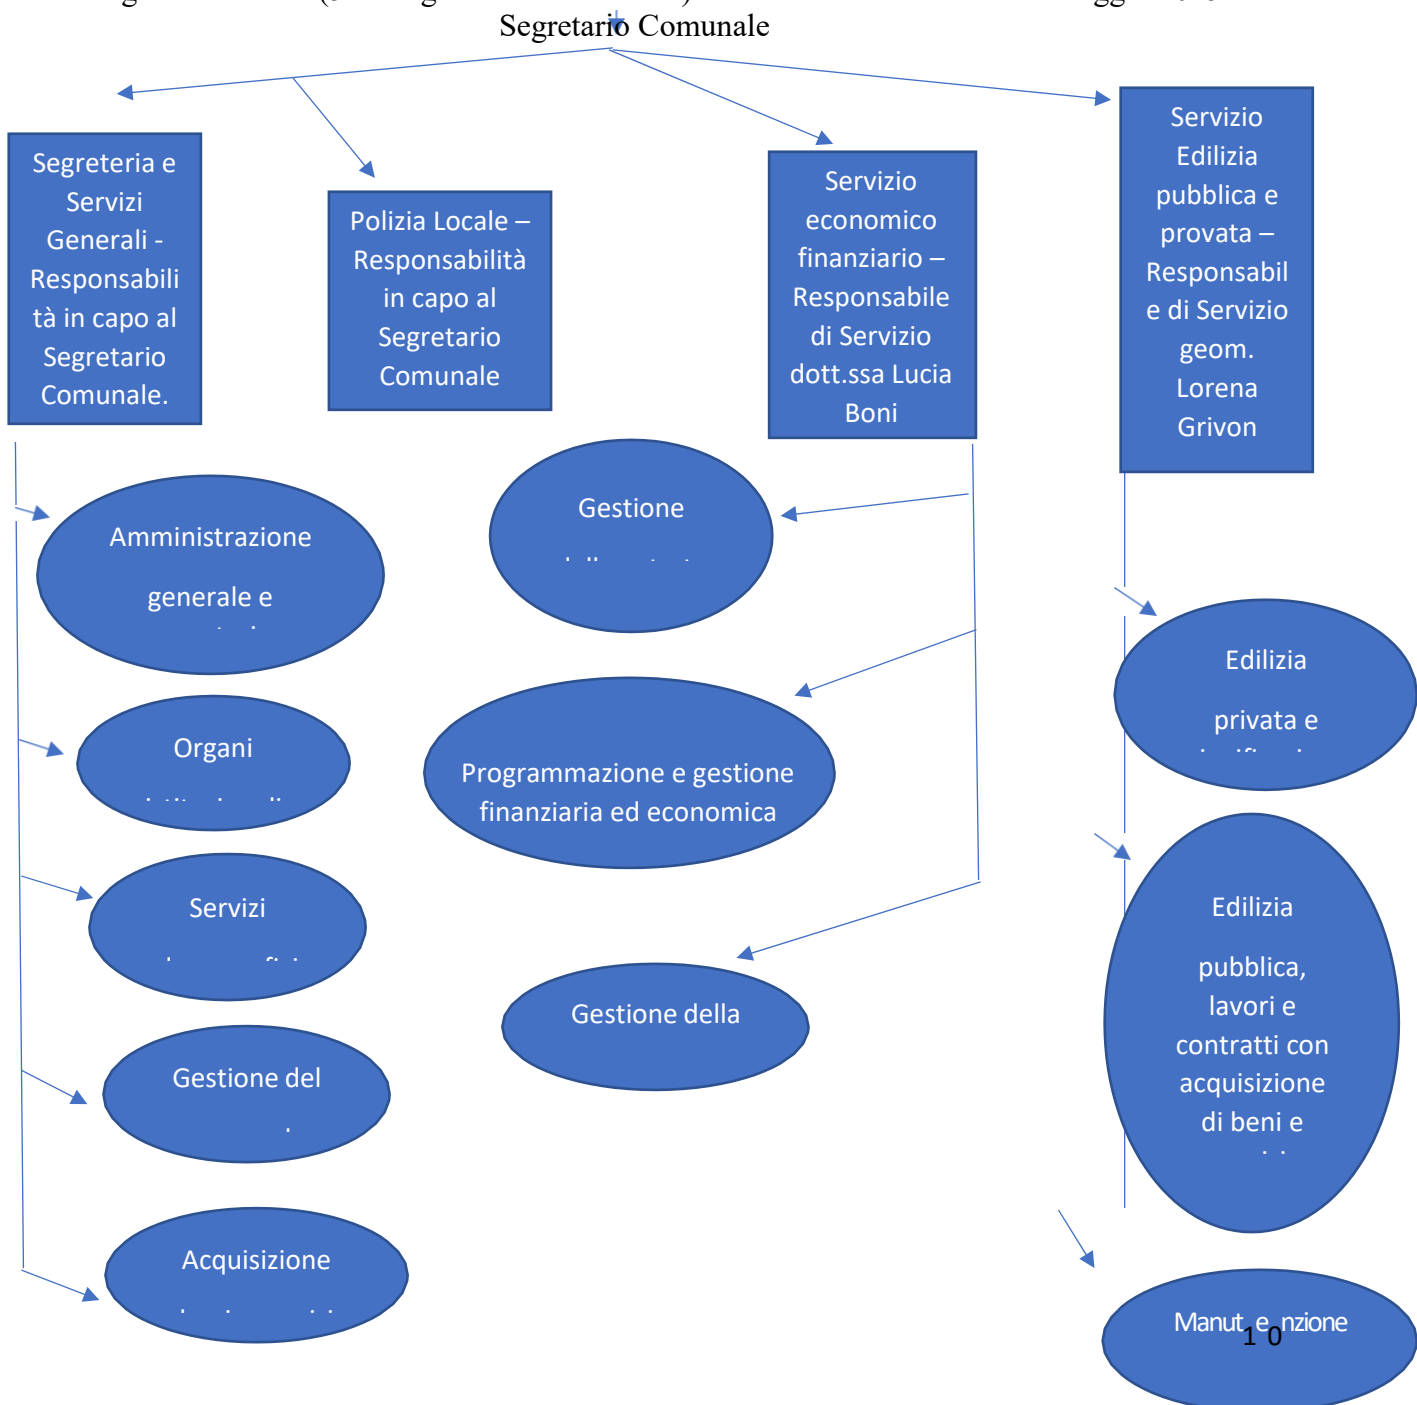 Segretario Comunale
Segreteria e
Servizi
Generali -
Responsabili
tà in capo al
Segretario
Comunale.
Polizia Locale –
Responsabilità
in capo al
Segretario
Comunale
Servizio
economico
finanziario –
Responsabile
di Servizio
dott.ssa Lucia
Boni
Servizio
Edilizia
pubblica e
provata –
Responsabil
e di Servizio
geom.
Lorena
Grivon
Amministrazione
generale e
Organi
Servizi
Gestione del
Acquisizione
Gestione
Programmazione e gestione
finanziaria ed economica
Gestione della
Edilizia
privata e
Edilizia
pubblica,
lavori e
contratti con
acquisizione
di beni e
Manutenzione
10